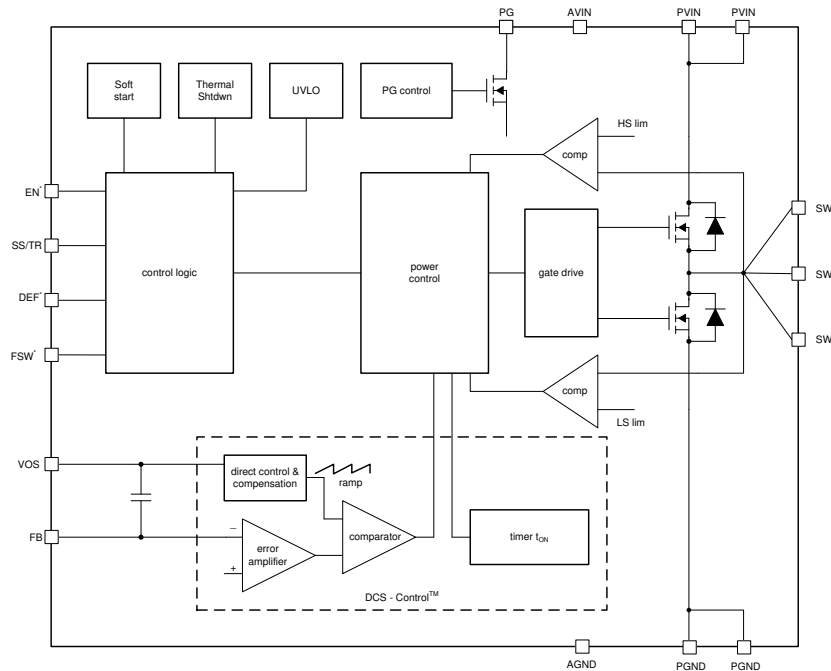 PG
AVIN
PVIN
PVIN
Soft
start
Thermal
Shtdwn
UVLO
PG control
HS lim
comp
EN*
SS/TR
DEF*
FSW*
control logic
power
control
gate drive
SW
SW
SW
comp
LS lim
VOS
FB
direct control &
compensation
ramp
_
+
error
amplifier
comparator
timer tON
DCS - Control™
AGND
PGND
PGND